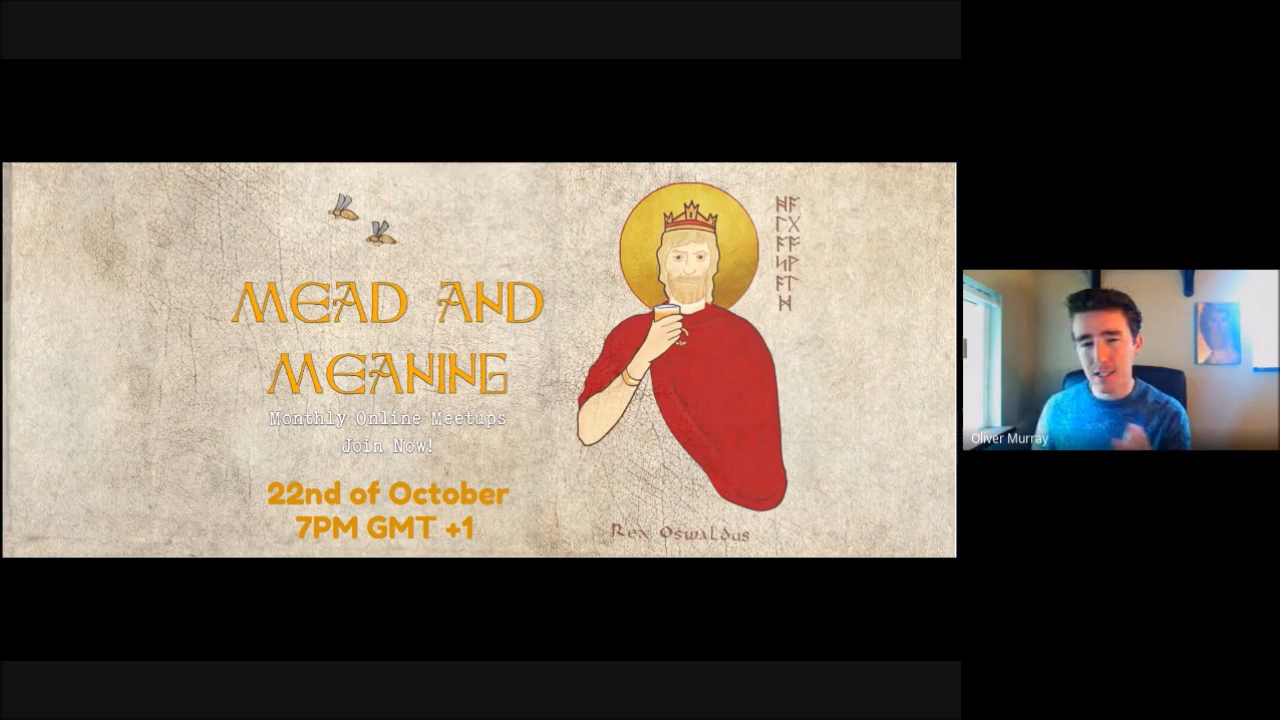 MEAD AND
MEANING
Monthly Online Meetups
Join Now!
22nd of October
7PM GMT +1
Rex Oswaldus
Oliver Murray